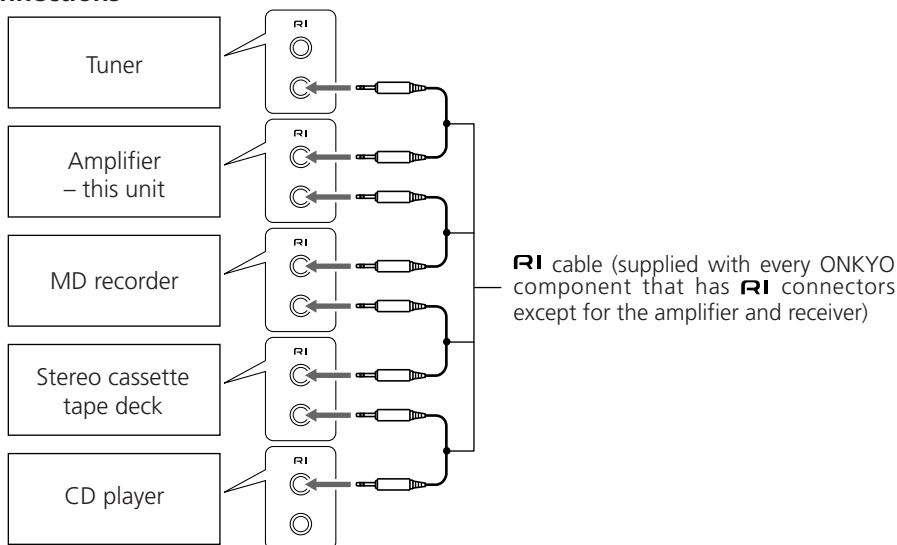 Tuner
RI
Amplifier
– this unit
RI
MD recorder
RI
Stereo cassette
tape deck
RI
CD player
RI
RI cable (supplied with every ONKYO
component that has RI connectors
except for the amplifier and receiver)